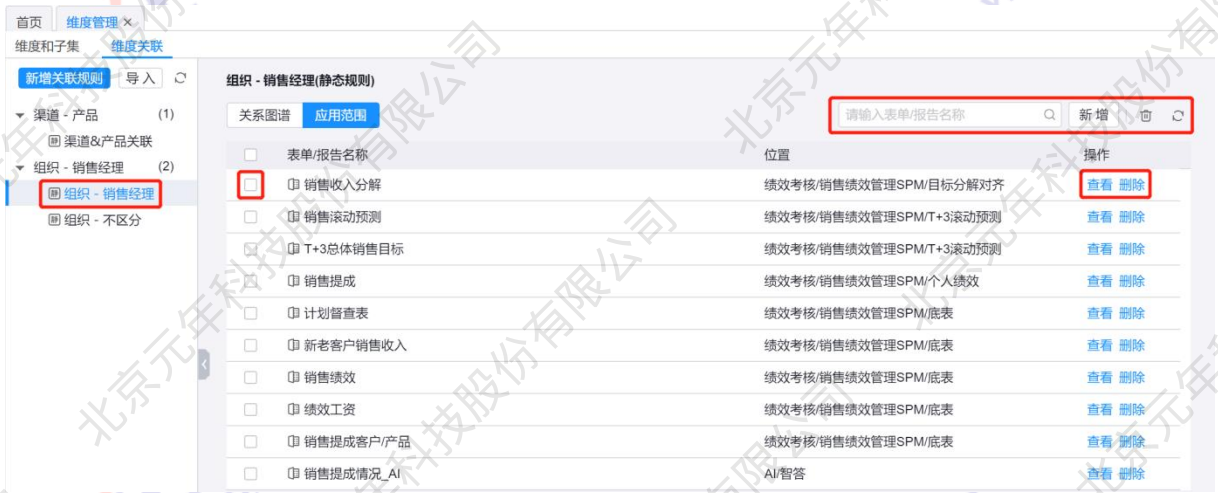 首页 维度管理 ×
维度和子集 维度关联
新增关联规则 导入
组织 - 销售经理(静态规则)
关系图谱 应用范围 请输入表单/报告名称 新增
渠道 - 产品 (1)
渠道&产品关联
组织 - 销售经理 (2)
组织 - 销售经理
组织 - 不区分
表单/报告名称 位置 操作
销售收入分解 绩效考核/销售绩效管理SPM/目标分解对齐 查看 删除
销售滚动预测 绩效考核/销售绩效管理SPM/T+3滚动预测 查看 删除
T+3总体销售目标 绩效考核/销售绩效管理SPM/T+3滚动预测 查看 删除
销售提成 绩效考核/销售绩效管理SPM/个人绩效 查看 删除
计划督查表 绩效考核/销售绩效管理SPM/底表 查看 删除
新老客户销售收入 绩效考核/销售绩效管理SPM/底表 查看 删除
销售绩效 绩效考核/销售绩效管理SPM/底表 查看 删除
绩效工资 绩效考核/销售绩效管理SPM/底表 查看 删除
销售提成客户/产品 绩效考核/销售绩效管理SPM/底表 查看 删除
销售提成情况_AI AI/智答 查看 删除
北京元年科技股份有限公司